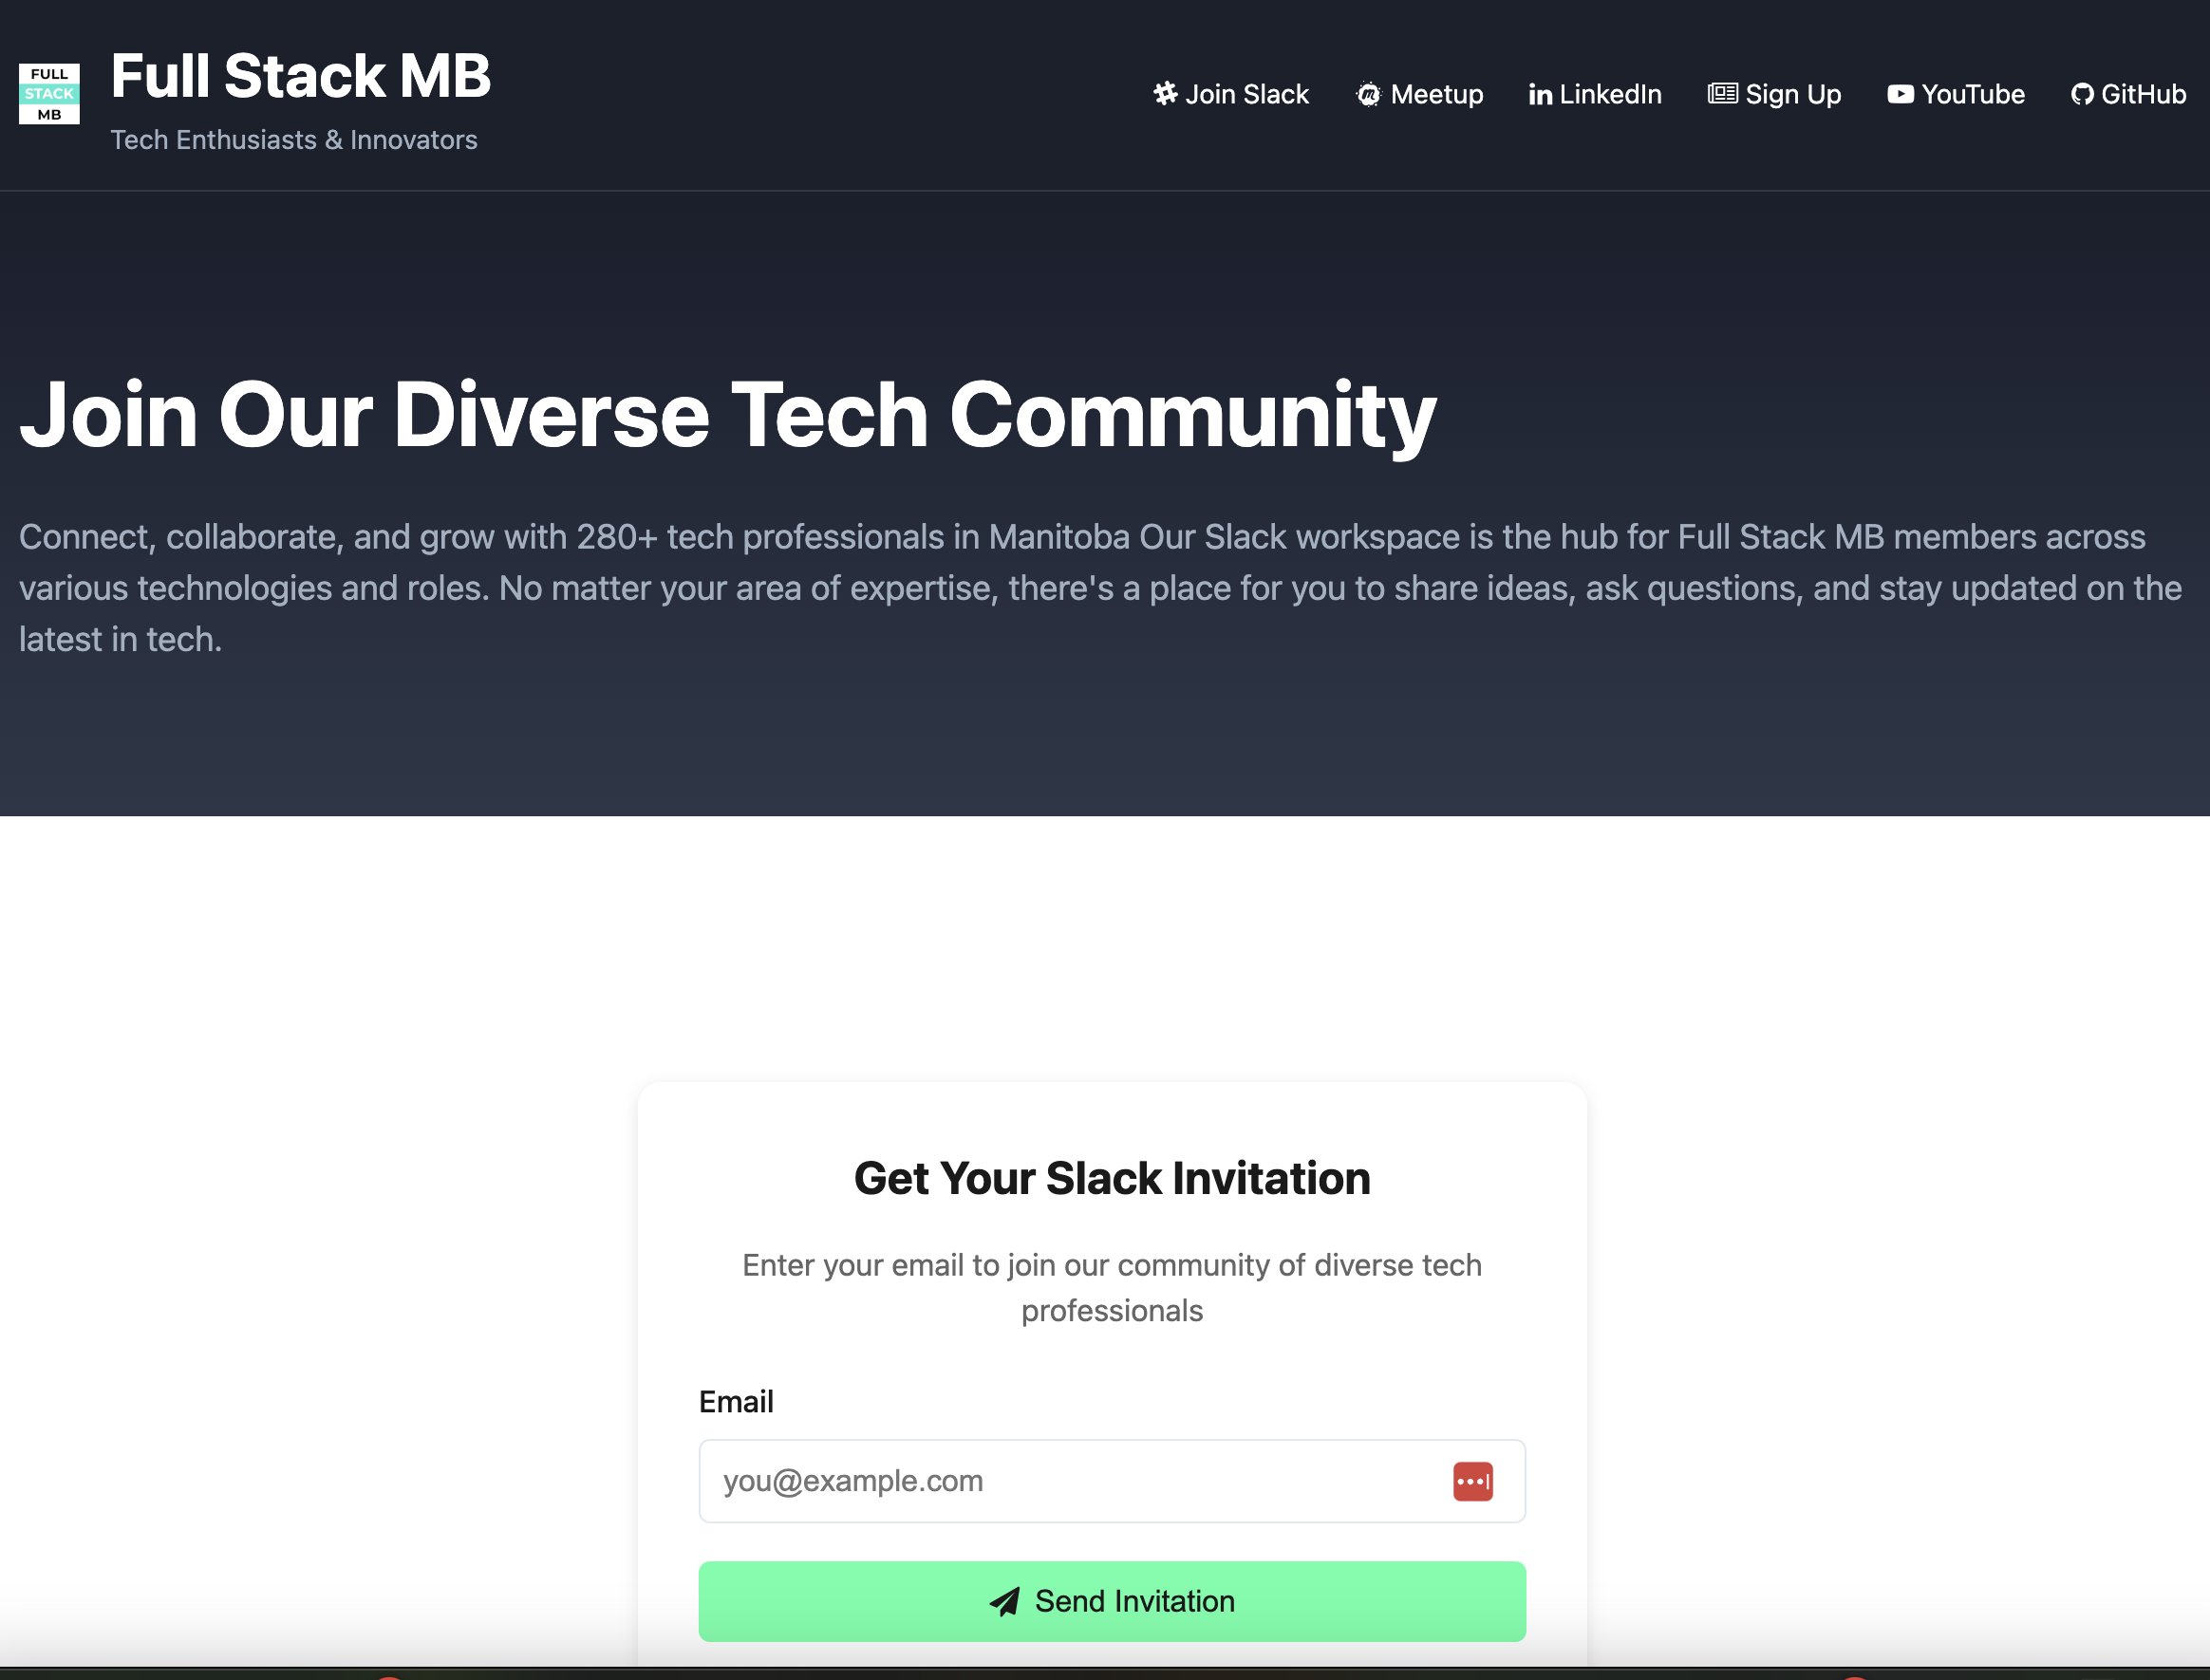 FULL
STACK
MB
Full Stack MB
Tech Enthusiasts & Innovators
Join Slack
Meetup
LinkedIn
Sign Up
YouTube
GitHub
Join Our Diverse Tech Community
Connect, collaborate, and grow with 280+ tech professionals in Manitoba Our Slack workspace is the hub for Full Stack MB members across
various technologies and roles. No matter your area of expertise, there's a place for you to share ideas, ask questions, and stay updated on the
latest in tech.
Get Your Slack Invitation
Enter your email to join our community of diverse tech
professionals
Email
you@example.com
Send Invitation